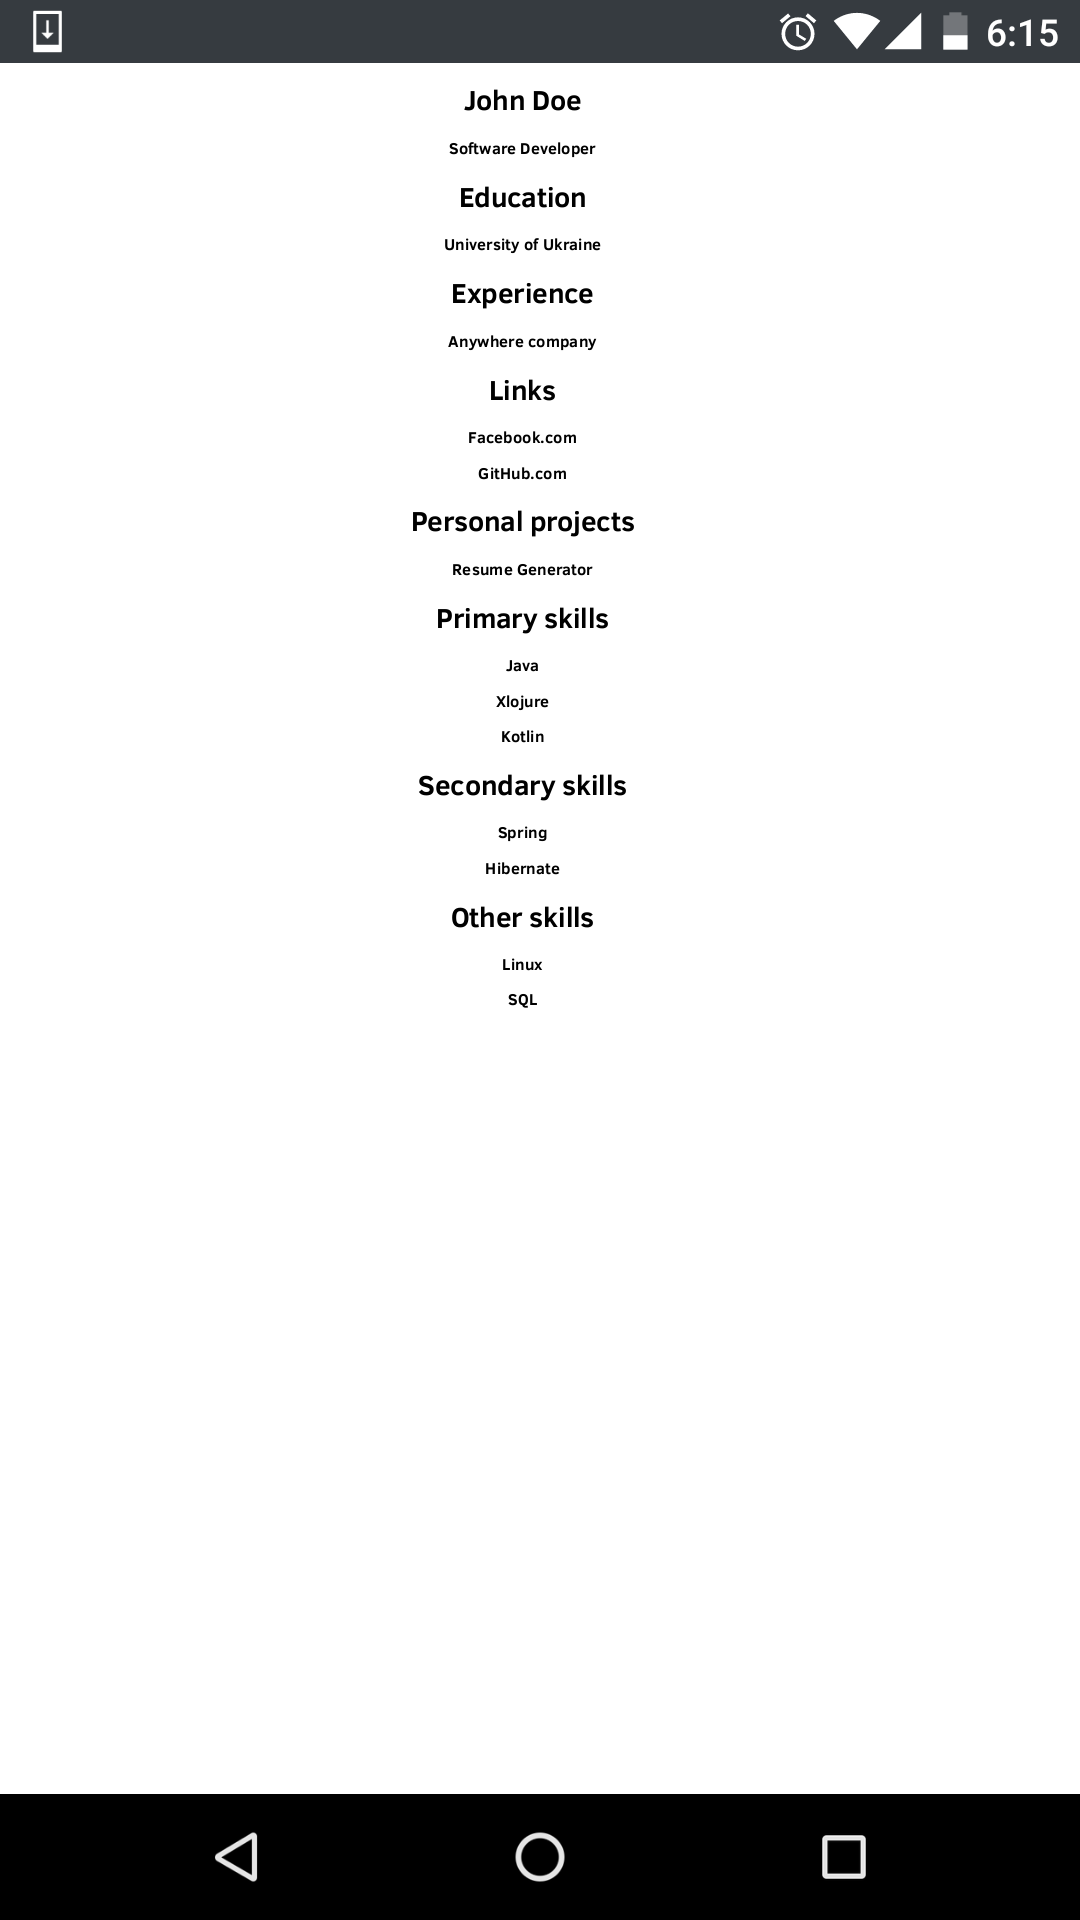 6:15
John Doe
Software Developer
Education
University of Ukraine
Experience
Anywhere company
Links
Facebook.com
GitHub.com
Personal projects
Resume Generator
Primary skills
Java
Xlojure
Kotlin
Secondary skills
Spring
Hibernate
Other skills
Linux
SQL